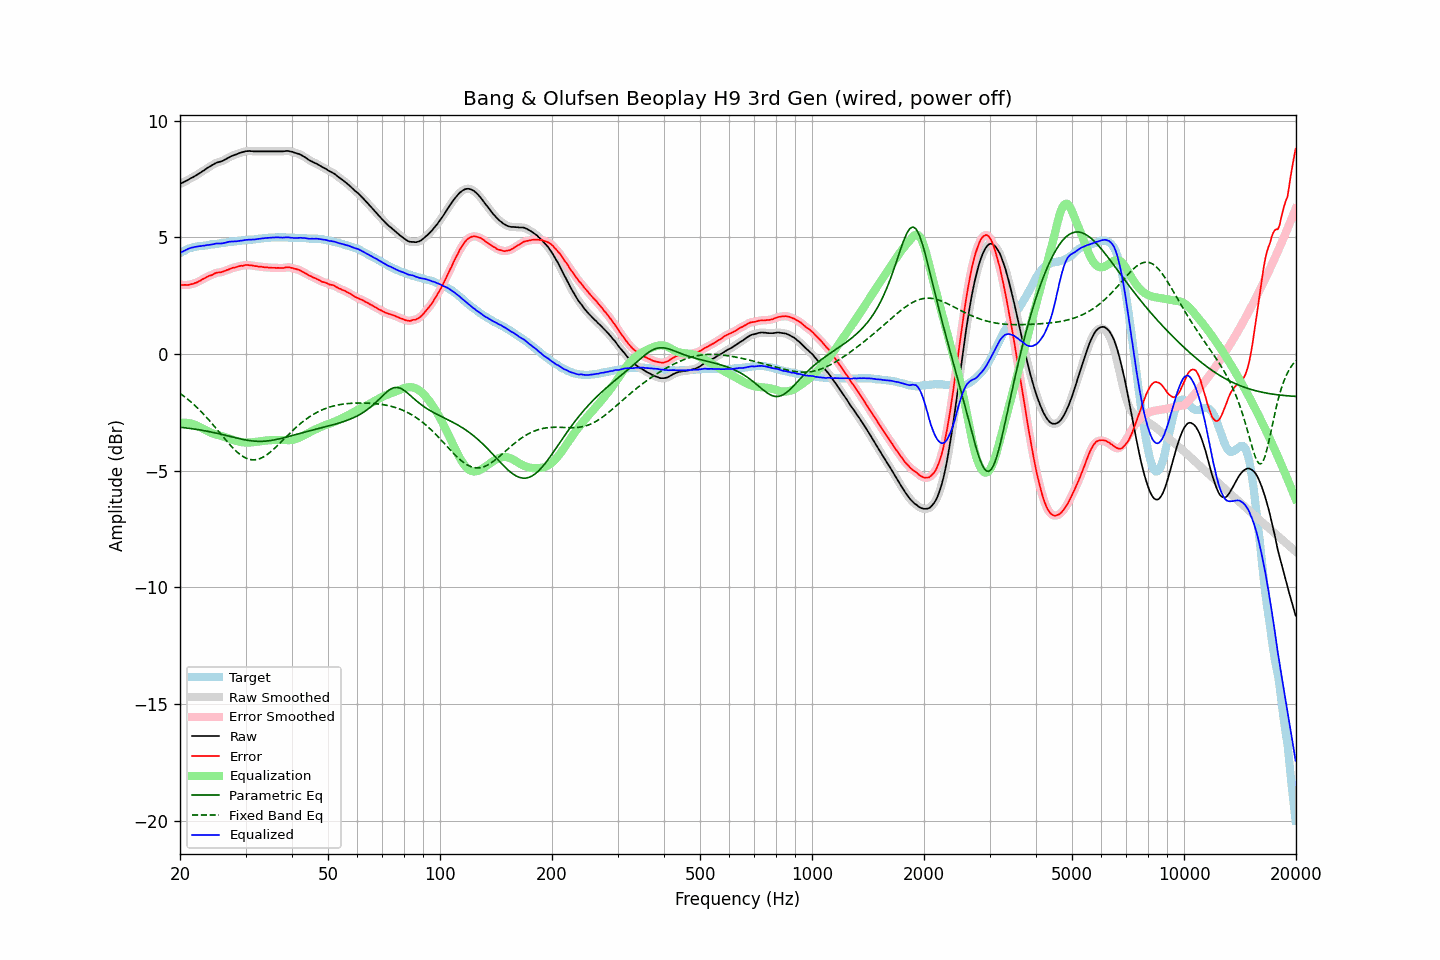 Bang & Olufsen Beoplay H9 3rd Gen (wired, power off)
10
5
0
−5
−10
−15
−20
Amplitude (dBr)
Target
Raw Smoothed
Error Smoothed
Raw
Error
Equalization
Parametric Eq
Fixed Band Eq
Equalized
20 50 100 200 500 1000 2000 5000 10000 20000
Frequency (Hz)